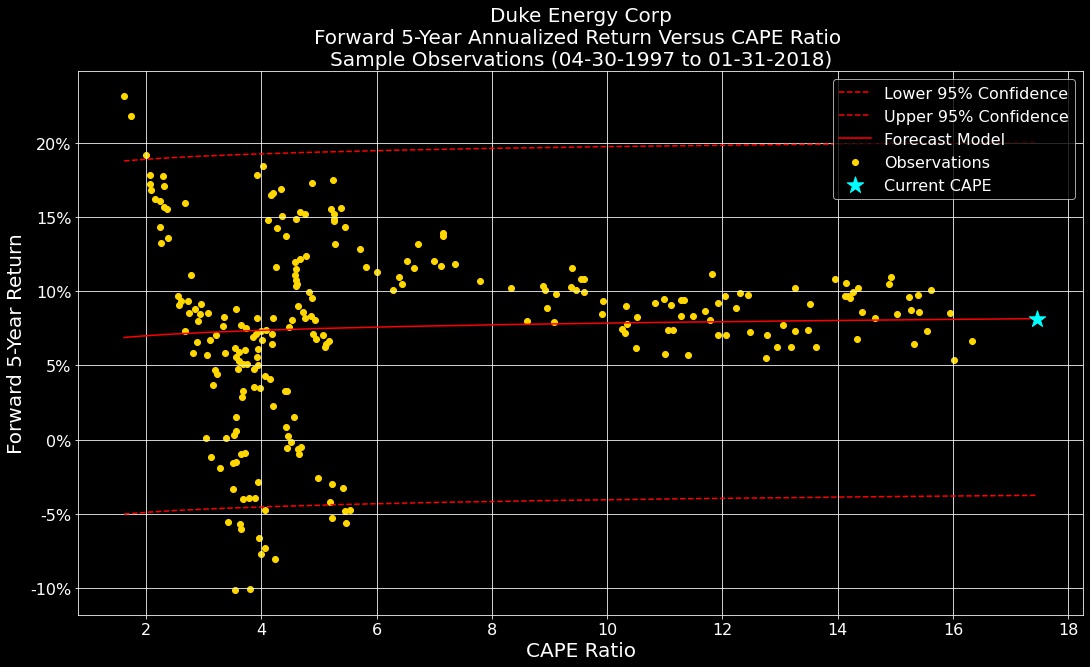 Duke Energy Corp
Forward 5-Year Annualized Return Versus CAPE Ratio
Sample Observations (04-30-1997 to 01-31-2018)
Lower 95% Confidence
Upper 95% Confidence
Forecast Model
Observations
Current CAPE
Forward 5-Year Return
20%
15%
10%
5%
0%
-5%
-10%
2 4 6 8 10 12 14 16 18
CAPE Ratio